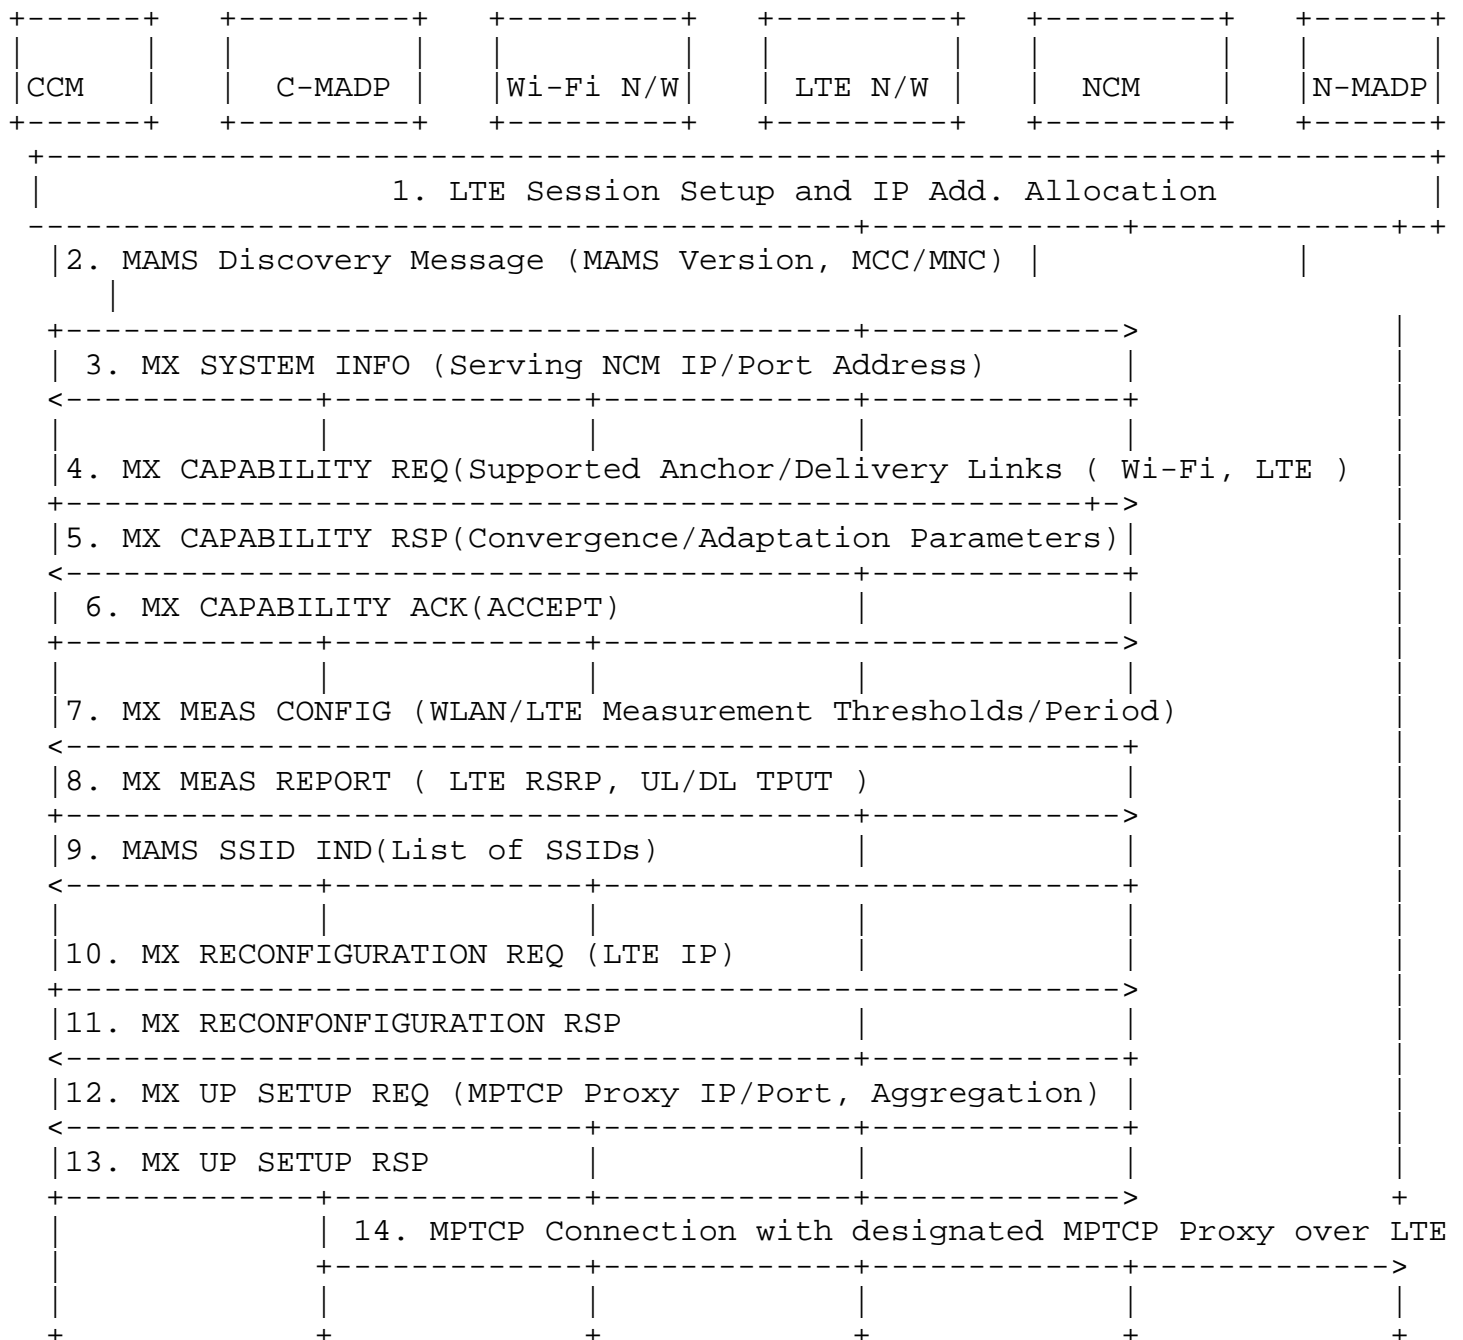 CCM C-MADP Wi-Fi N/W LTE N/W NCM N-MADP
1. LTE Session Setup and IP Add. Allocation
2. MAMS Discovery Message (MAMS Version, MCC/MNC)
3. MX SYSTEM INFO (Serving NCM IP/Port Address)
4. MX CAPABILITY REQ(Supported Anchor/Delivery Links ( Wi-Fi, LTE )
5. MX CAPABILITY RSP(Convergence/Adaptation Parameters)
6. MX CAPABILITY ACK(ACCEPT)
7. MX MEAS CONFIG (WLAN/LTE Measurement Thresholds/Period)
8. MX MEAS REPORT ( LTE RSRP, UL/DL TPUT )
9. MAMS SSID IND(List of SSIDs)
10. MX RECONFIGURATION REQ (LTE IP)
11. MX RECONFONFIGURATION RSP
12. MX UP SETUP REQ (MPTCP Proxy IP/Port, Aggregation)
13. MX UP SETUP RSP
14. MPTCP Connection with designated MPTCP Proxy over LTE